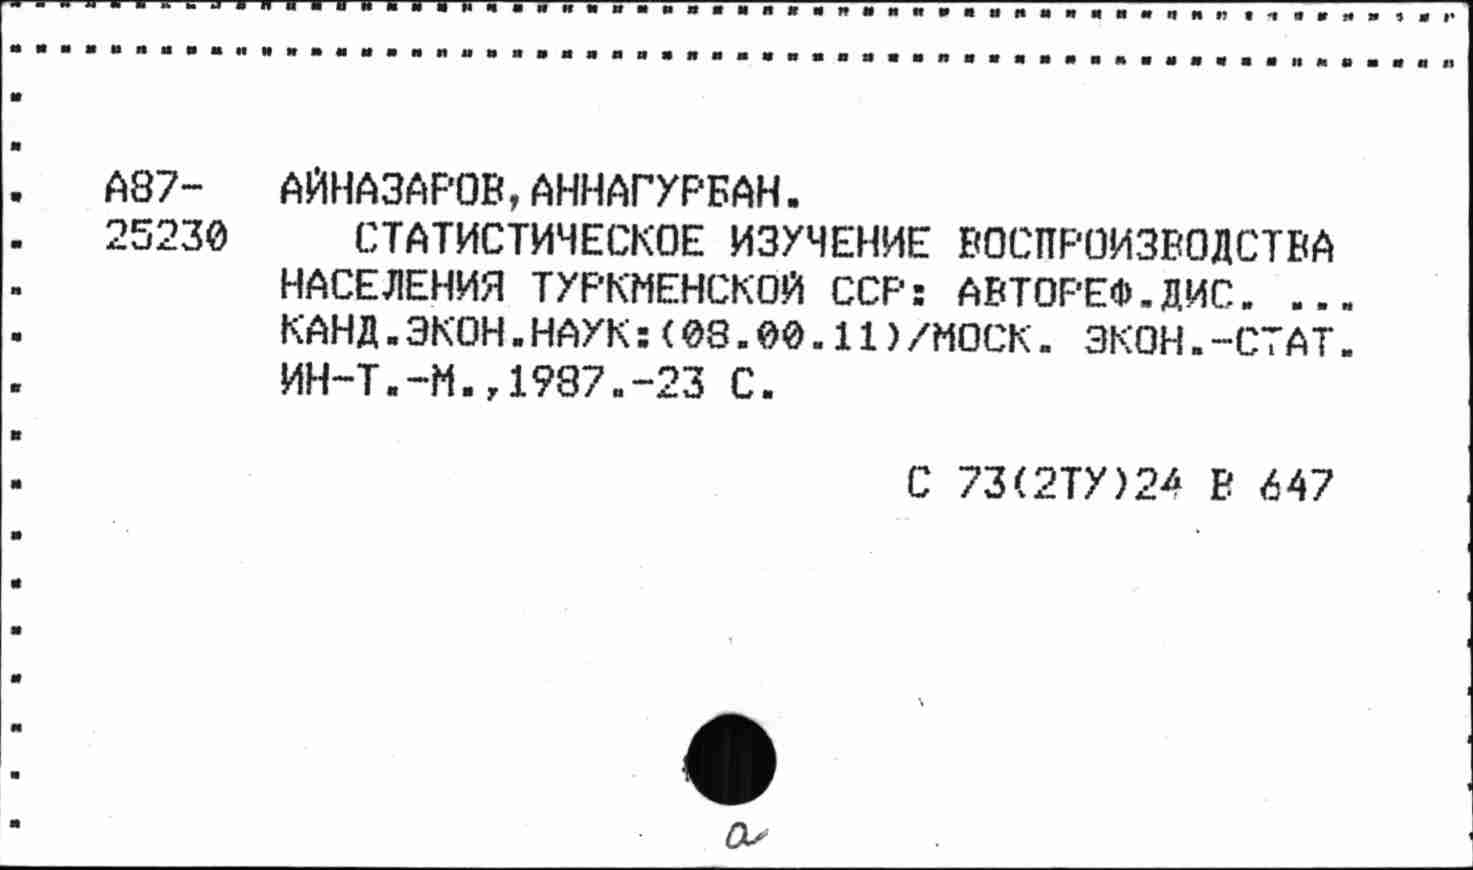 А87- АЙНАЗАРОВ,АННАГУРБАН.
25230 СТАТИСТИЧЕСКОЕ ИЗУЧЕНИЕ ВОСПРОИЗВОДСТВА
НАСЕЛЕНИЯ ТУРКМЕНСКОЙ ССР: АВТОРЕФ.ДИС. ...
КАНД.ЭКОН.НАУК:(08.00.11)/МОСК. ЭКОН.-СТАТ.
ИН-Т.-М.,1987.-23 С.
С 73(2ТУ)24 В 647
а